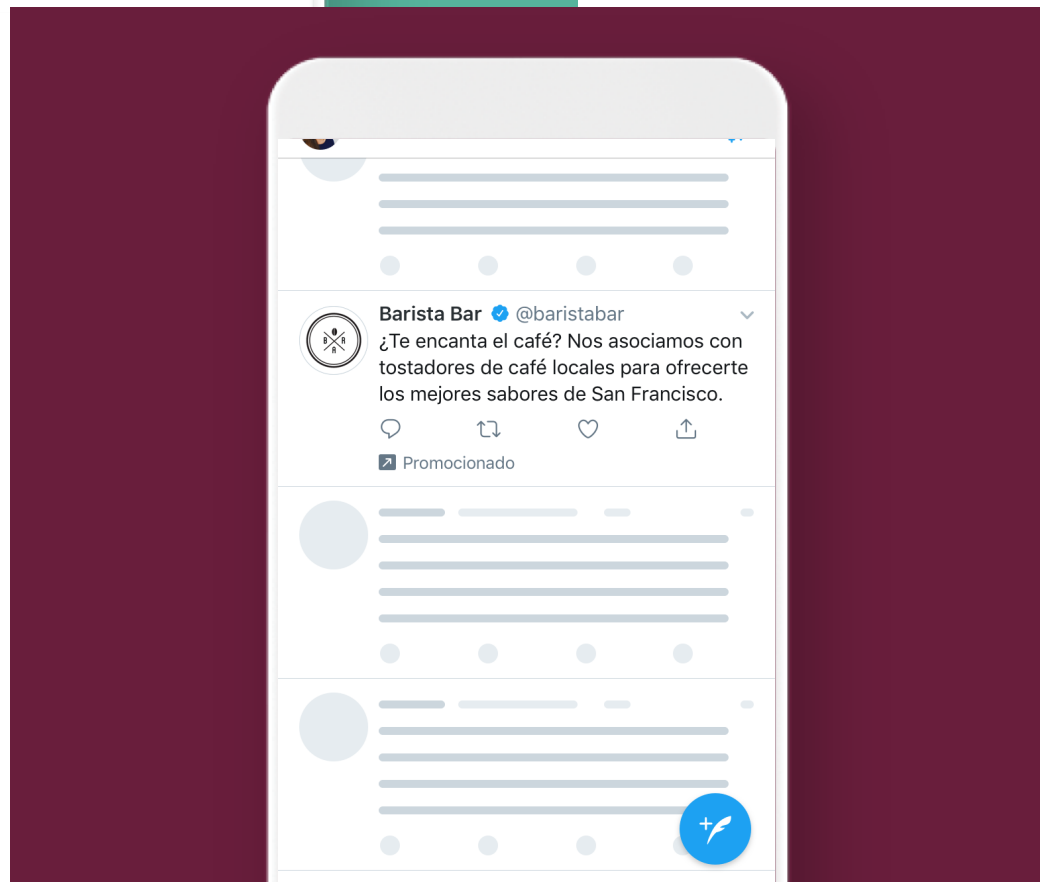 Barista Bar @baristabar
¿Te encanta el café? Nos asociamos con
tostadores de café locales para ofrecerte
los mejores sabores de San Francisco.
Promocionado
B A R
A